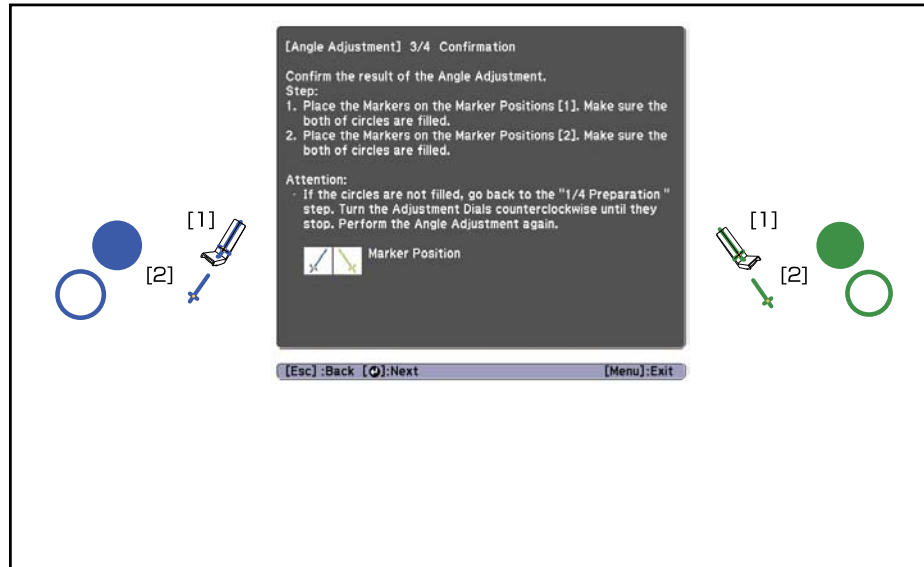 [Angle Adjustment] 3/4 Confirmation
Confirm the result of the Angle Adjustment.
Step:
1. Place the Markers on the Marker Positions [1]. Make sure the
both of circles are filled.
2. Place the Markers on the Marker Positions [2]. Make sure the
both of circles are filled.
Attention:
· If the circles are not filled, go back to the "1/4 Preparation "
step. Turn the Adjustment Dials counterclockwise until they
stop. Perform the Angle Adjustment again.
Marker Position
[1]
[2]
[1]
[2]
[Esc] :Back [⏎]:Next [Menu]:Exit